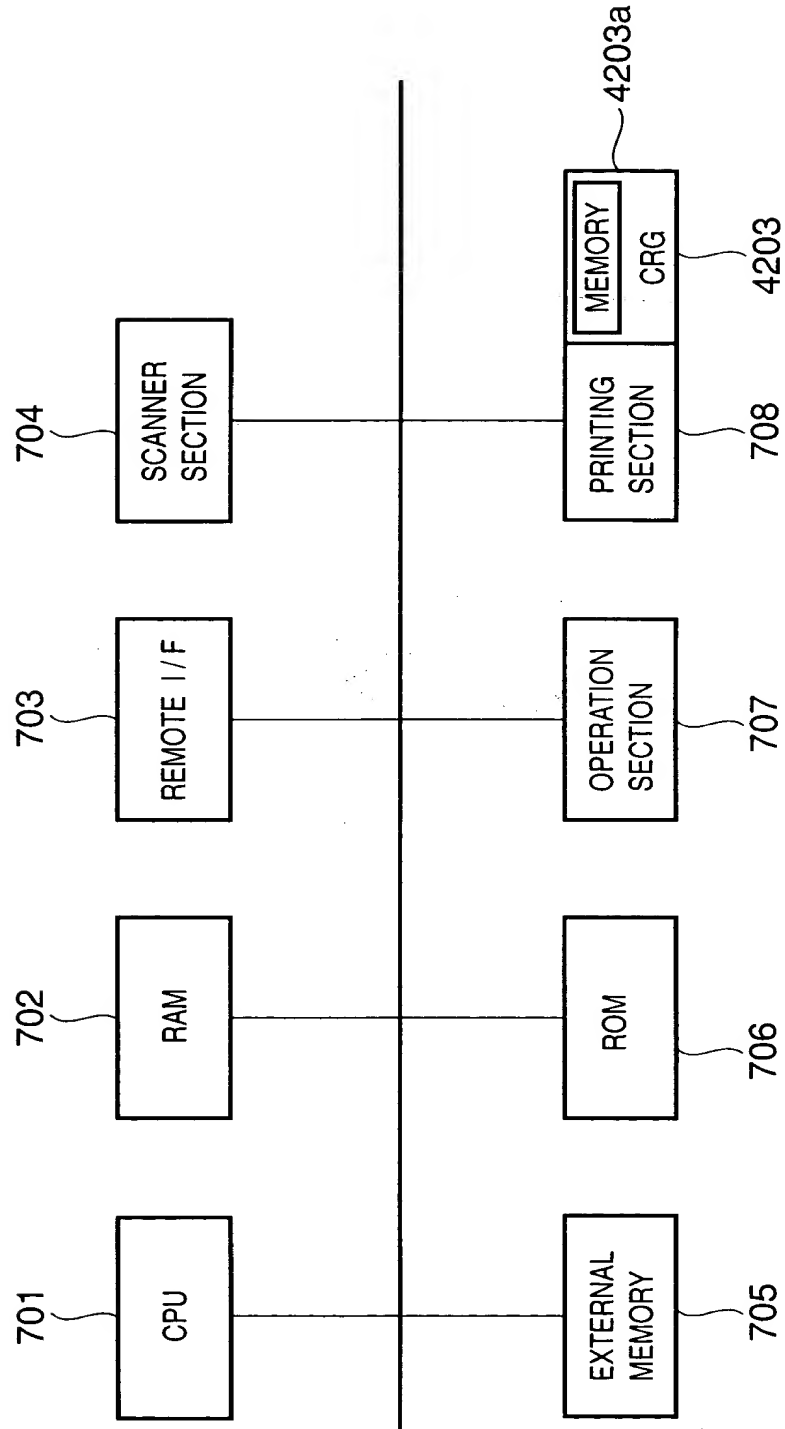 701
702
703
704
CPU
RAM
REMOTE I/F
SCANNER
SECTION
EXTERNAL
MEMORY
ROM
OPERATION
SECTION
PRINTING
SECTION
MEMORY
CRG
4203a
705
706
707
708
4203